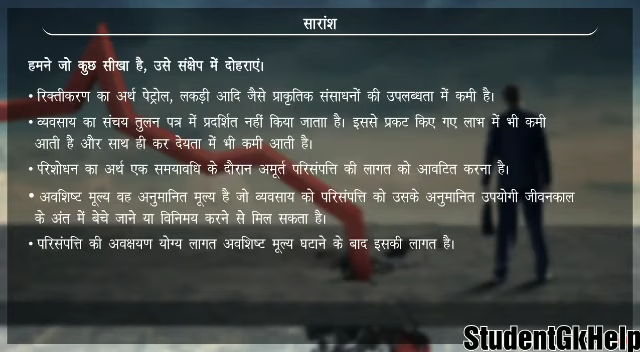 सारांश
हमने जो कुछ सीखा है, उसे संक्षेप में दोहराएं।
• रिक्तीकरण का अर्थ पेट्रोल, लकड़ी आदि जैसे प्राकृतिक संसाधनों की उपलब्धता में कमी है।
• व्यवसाय का संचय तुलन पत्र में प्रदर्शित नहीं किया जाताा है। इससे प्रकट किए गए लाभ में भी कमी
आती है और साथ ही कर देयता में भी कमी आती है।
• परिशोधन का अर्थ एक समयावधि के दौरान अमूर्त परिसंपत्ति की लागत को आवटित करना है।
• अवशिष्ट मूल्य वह अनुमानित मूल्य है जो व्यवसाय को परिसंपत्ति को उसके अनुमानित उपयोगी जीवनकाल
के अंत में बेचे जाने या विनिमय करने से मिल सकता है।
• परिसंपत्ति की अवक्षयण योग्य लागत अवशिष्ट मूल्य घटाने के बाद इसकी लागत है।
StudentGkHelp